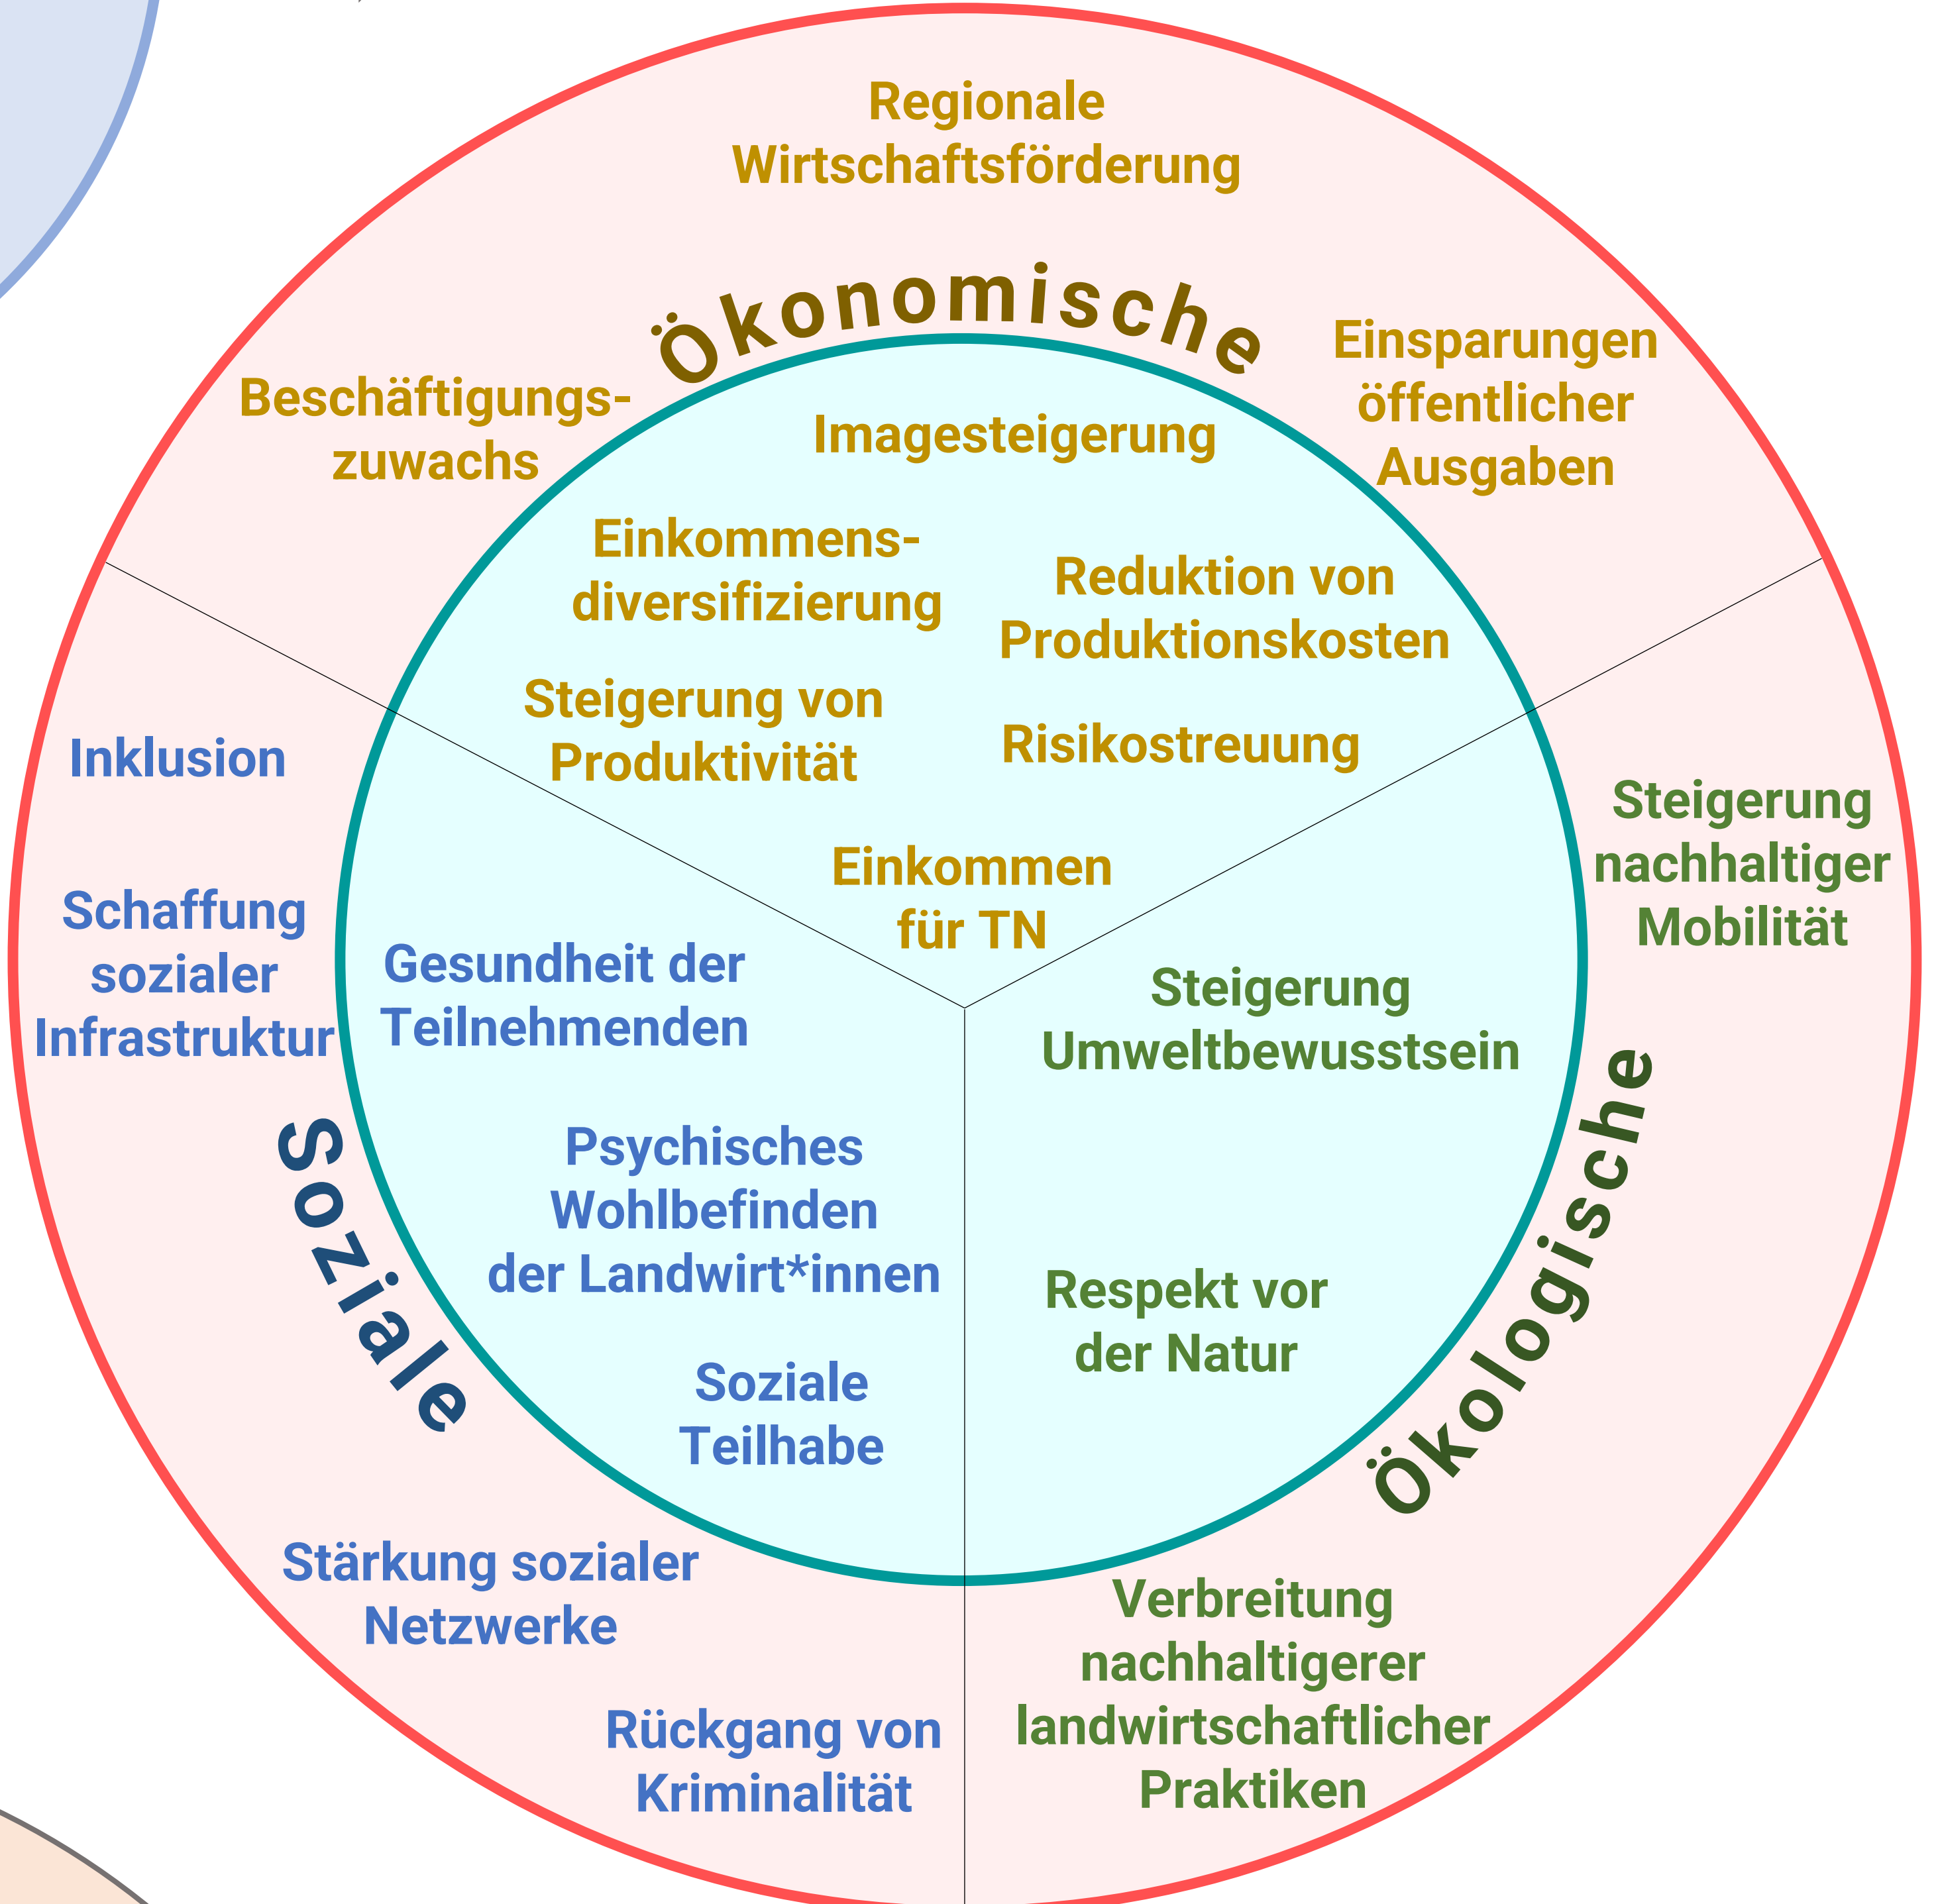 Regionale
Wirtschaftsförderung
Ökonomische
Einsparungen
öffentlicher
Ausgaben
Beschäftigungs-
zuwachs
Imagesteigerung
Einkommens-
diversifizierung
Reduktion von
Produktionskosten
Steigerung von
Produktivität
Risikostreuung
Einkommen
für TN
Inklusion
Schaffung
sozialer
Infrastruktur
Gesundheit der
Teilnehmenden
Psychisches
Wohlbefinden
der Landwirt*innen
Soziale
Teilhabe
Soziale
Stärkung sozialer
Netzwerke
Rückgang von
Kriminalität
Steigerung
nachhaltiger
Mobilität
Steigerung
Umweltbewusstsein
Respekt vor
der Natur
Ökologische
Verbreitung
nachhaltigerer
landwirtschaftlicher
Praktiken